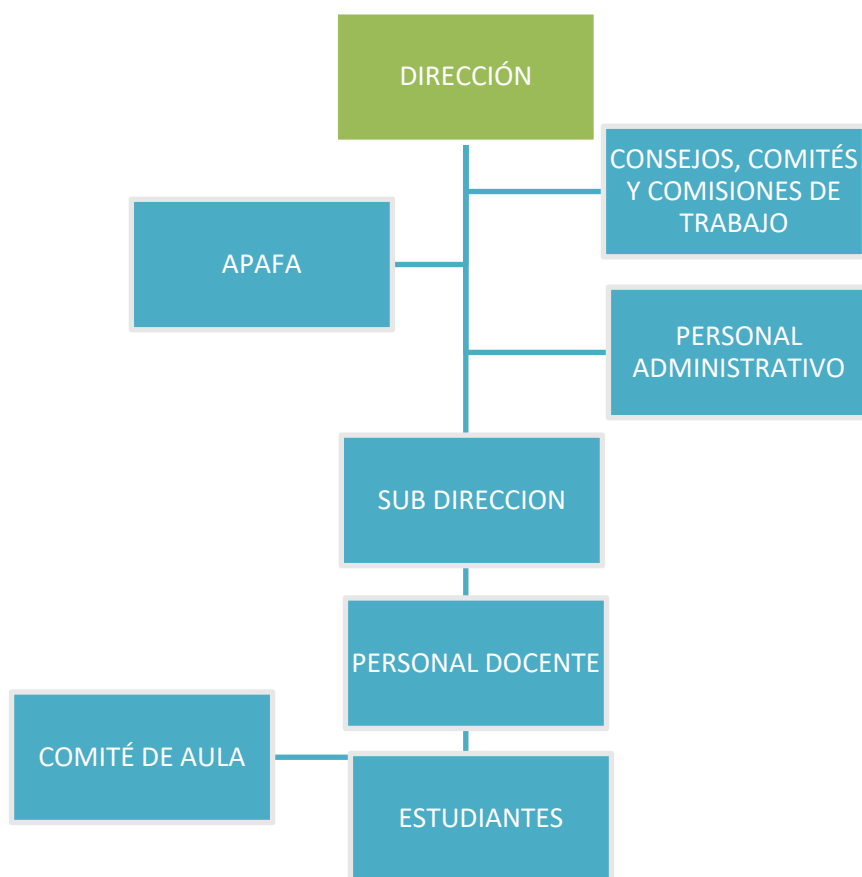 DIRECCIÓN
CONSEJOS, COMITÉS
Y COMISIONES DE
TRABAJO
APAFA
PERSONAL
ADMINISTRATIVO
SUB DIRECCION
PERSONAL DOCENTE
COMITÉ DE AULA
ESTUDIANTES